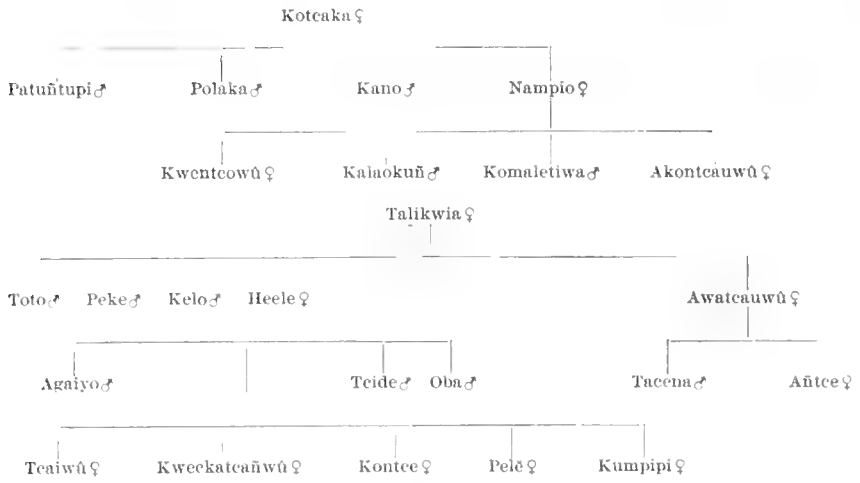 Kotcaka♀
Patuñtupi♂ Polaka♂ Kano♂ Nampio♀
Kwentcowû♀ Kalaokuñ♂ Komaletiwa♂ Akontcauwû♀
Talikwia♀
Toto♂ Peke♂ Kelo♂ Heele♀ Awatcauwû♀
Agaiyo♂ Tcide♂ Oba♂ Tacena♂ Añtce♀
Tcaiwû♀ Kweckatcañwû♀ Kontce♀ Pelĕ♀ Kumpipi♀